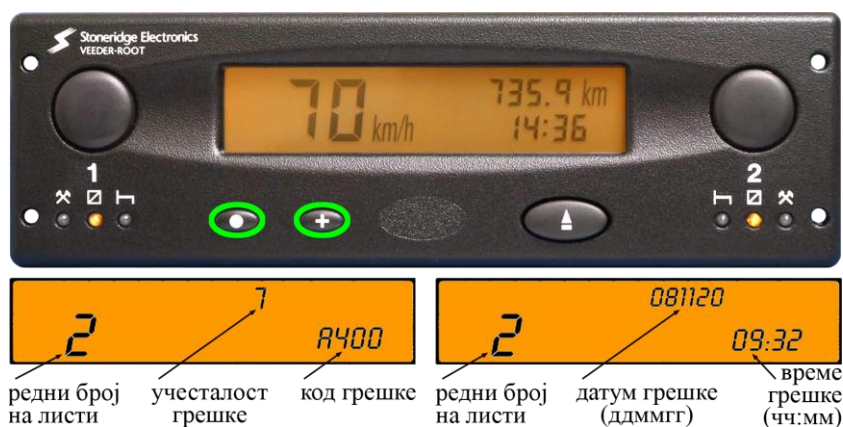 Stoneridge Electronics
VEEDER-ROOT
70 km/h
735.9 km
14:36
1
2
2
7
A400
редни број
на листи
учесталост
грешке
код грешке
2
081120
09:32
редни број
на листи
датум грешке
(ддммгг)
време
грешке
(чч:мм)